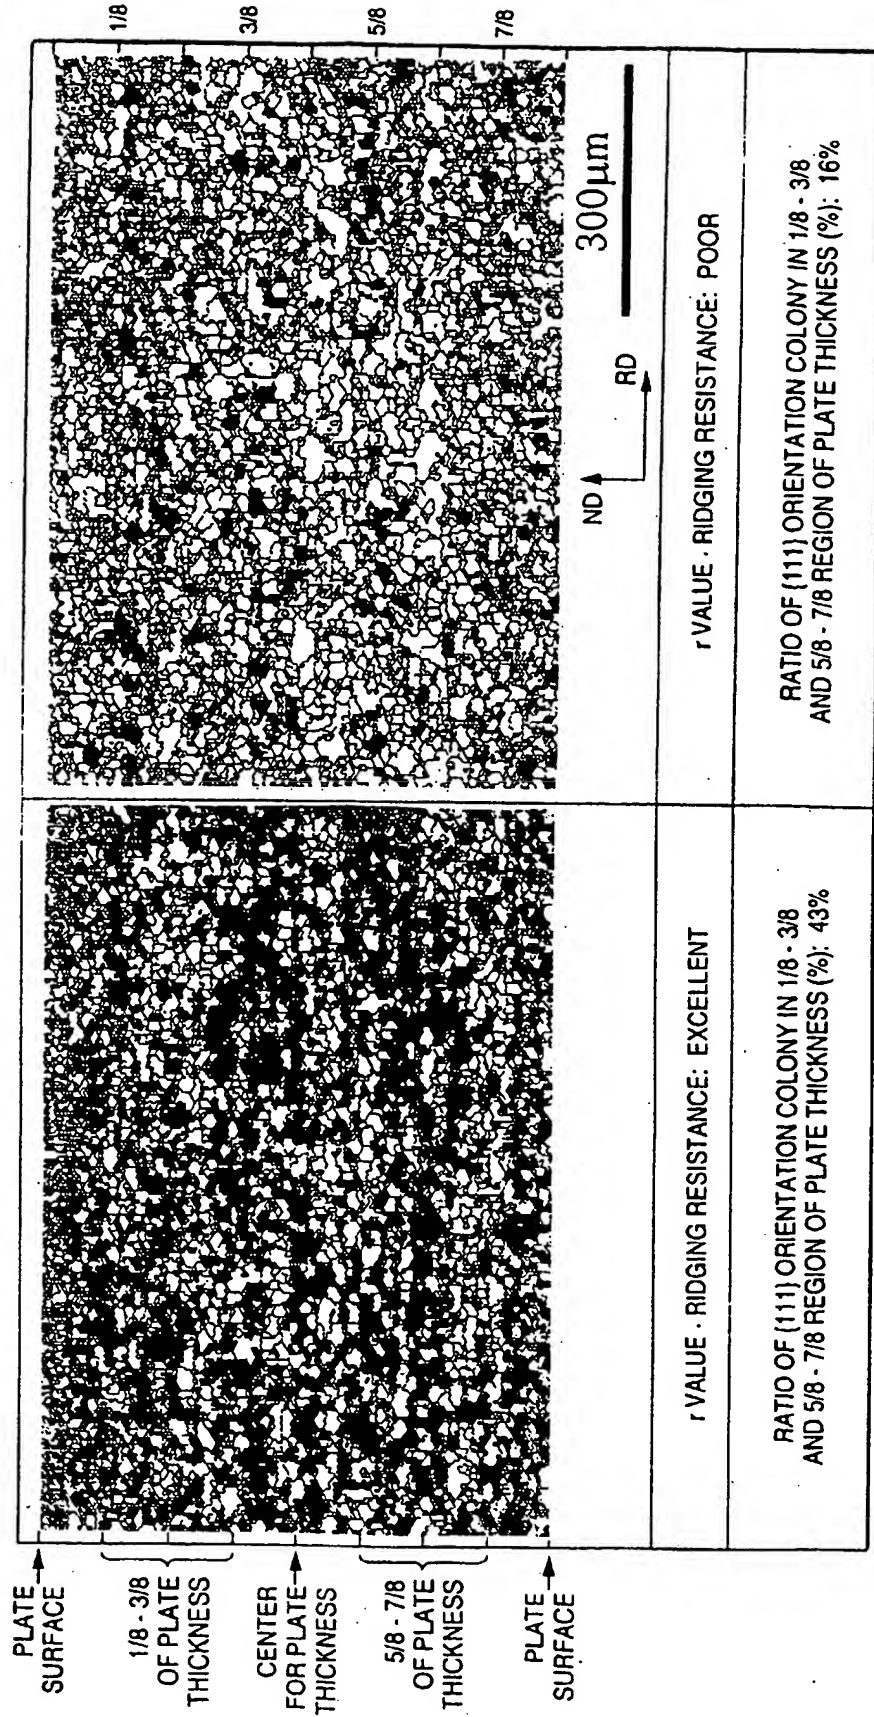 PLATE
SURFACE
1/8 - 3/8
OF PLATE
THICKNESS
CENTER
FOR PLATE
THICKNESS
5/8 - 7/8
OF PLATE
THICKNESS
PLATE
SURFACE
1/8
3/8
5/8
7/8
ND
RD
300μm
r VALUE · RIDGING RESISTANCE: EXCELLENT
r VALUE · RIDGING RESISTANCE: POOR
RATIO OF {111} ORIENTATION COLONY IN 1/8 - 3/8
AND 5/8 - 7/8 REGION OF PLATE THICKNESS (%): 43%
RATIO OF {111} ORIENTATION COLONY IN 1/8 - 3/8
AND 5/8 - 7/8 REGION OF PLATE THICKNESS (%): 16%